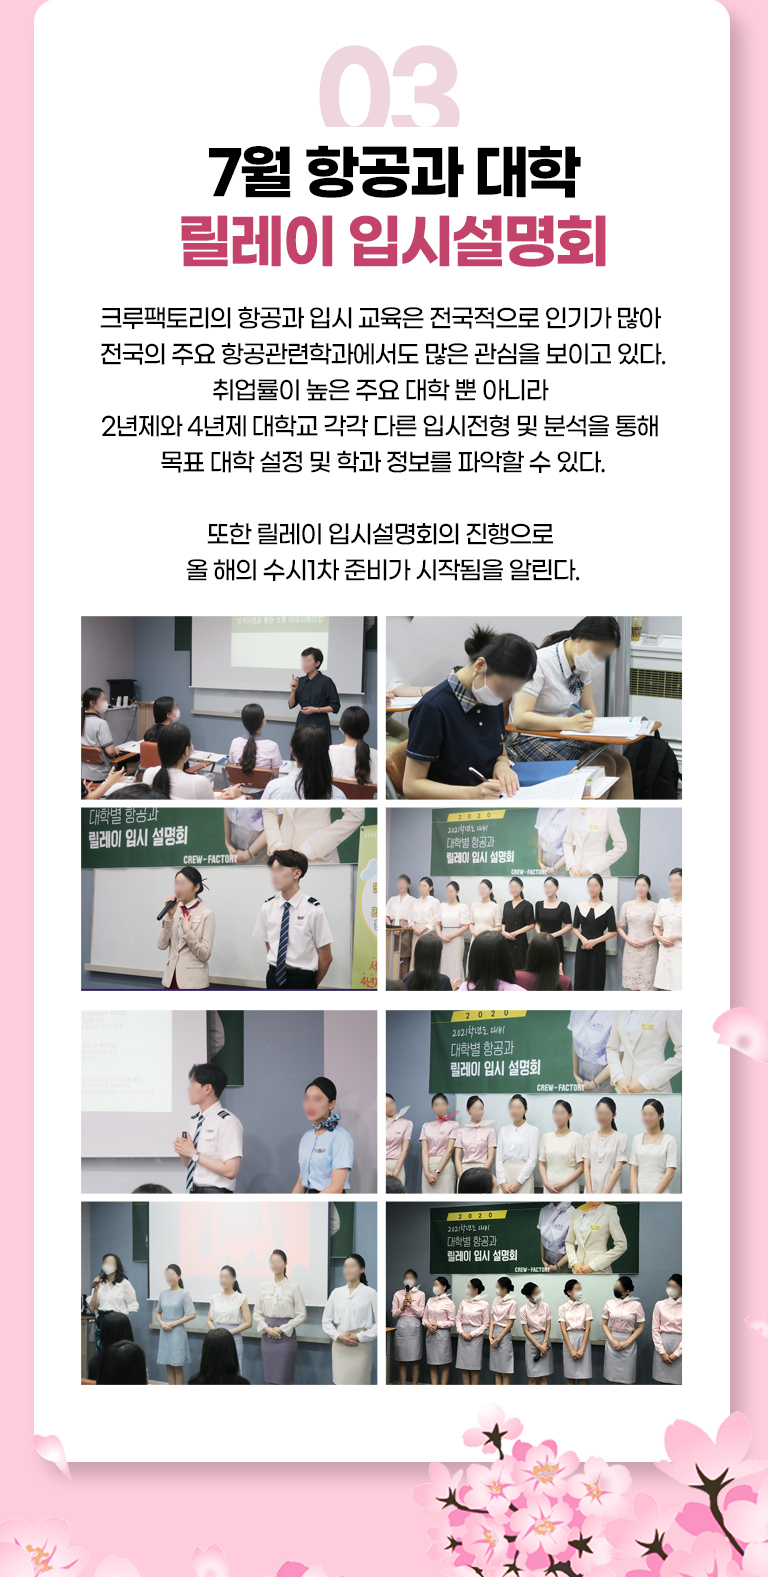 03
7월 항공과 대학
릴레이 입시설명회
크루팩토리의 항공과 입시 교육은 전국적으로 인기가 많아
전국의 주요 항공관련학과에서도 많은 관심을 보이고 있다.
취업률이 높은 주요 대학 뿐 아니라
2년제와 4년제 대학교 각각 다른 입시전형 및 분석을 통해
목표 대학 설정 및 학과 정보를 파악할 수 있다.
또한 릴레이 입시설명회의 진행으로
올 해의 수시1차 준비가 시작됨을 알린다.
대학별 항공과
릴레이 입시 설명회
CREW-FACTORY
2020
2021학년도 대비
대학별 항공과
릴레이 입시 설명회
CREW-FACTORY
2020
2021학년도 대비
대학별 항공과
릴레이 입시 설명회
CREW-FACTORY
2020
2021학년도 대비
대학별 항공과
릴레이 입시 설명회
CREW-FACTORY